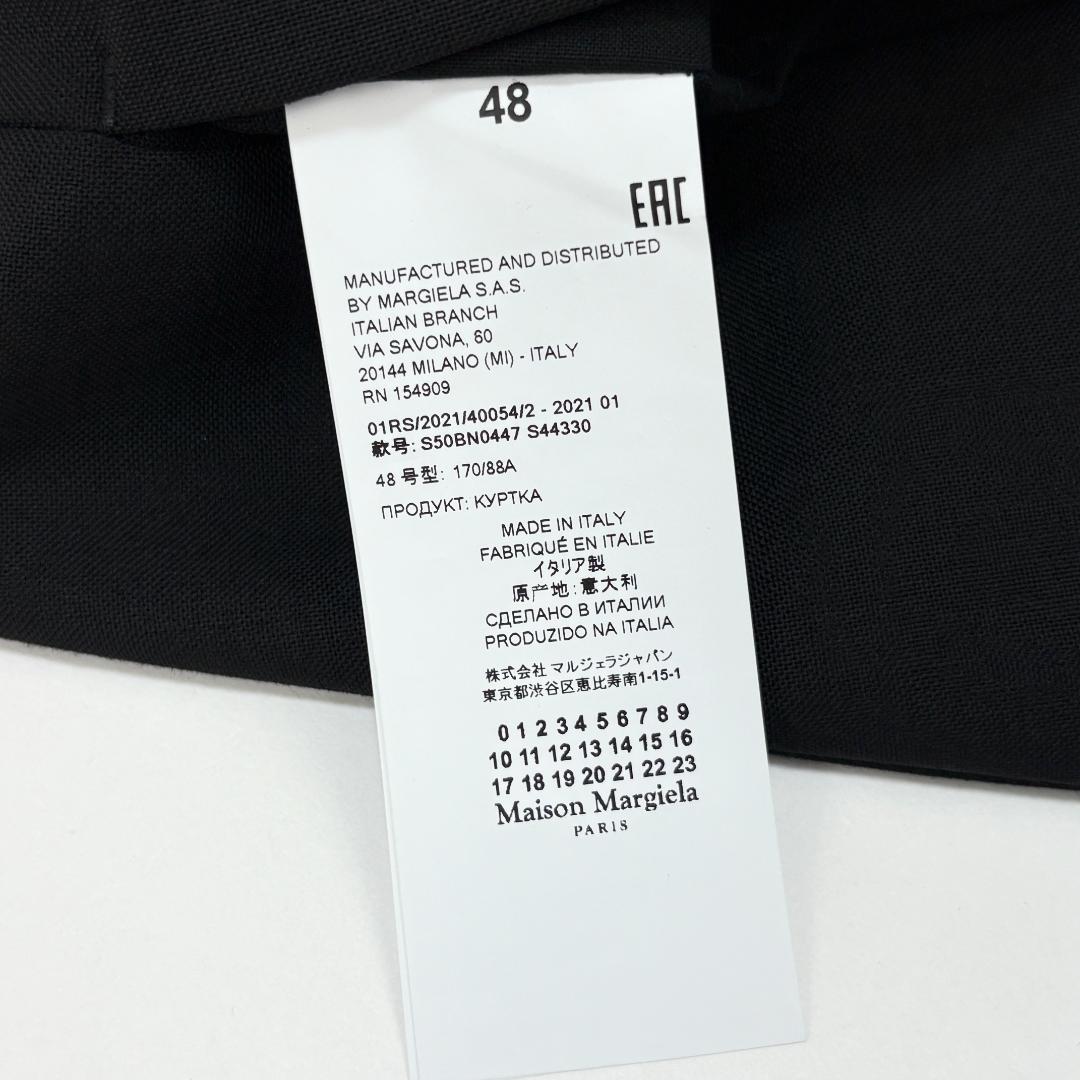 48
EAC
MANUFACTURED AND DISTRIBUTED
BY MARGIELA S.A.S.
ITALIAN BRANCH
VIA SAVONA, 60
20144 MILANO (MI) - ITALY
RN 154909
01RS/2021/40054/2 - 2021 01
款号: S50BN0447 S44330
48 号型: 170/88A
ПРОДУКТ: КУРТКА
MADE IN ITALY
FABRIQUÉ EN ITALIE
イタリア製
原产地: 意大利
СДЕЛАНО В ИТАЛИИ
PRODUZIDO NA ITALIA
株式会社 マルジェラジャパン
東京都渋谷区恵比寿南1-15-1
0 1 2 3 4 5 6 7 8 9
10 11 12 13 14 15 16
17 18 19 20 21 22 23
Maison Margiela
PARIS